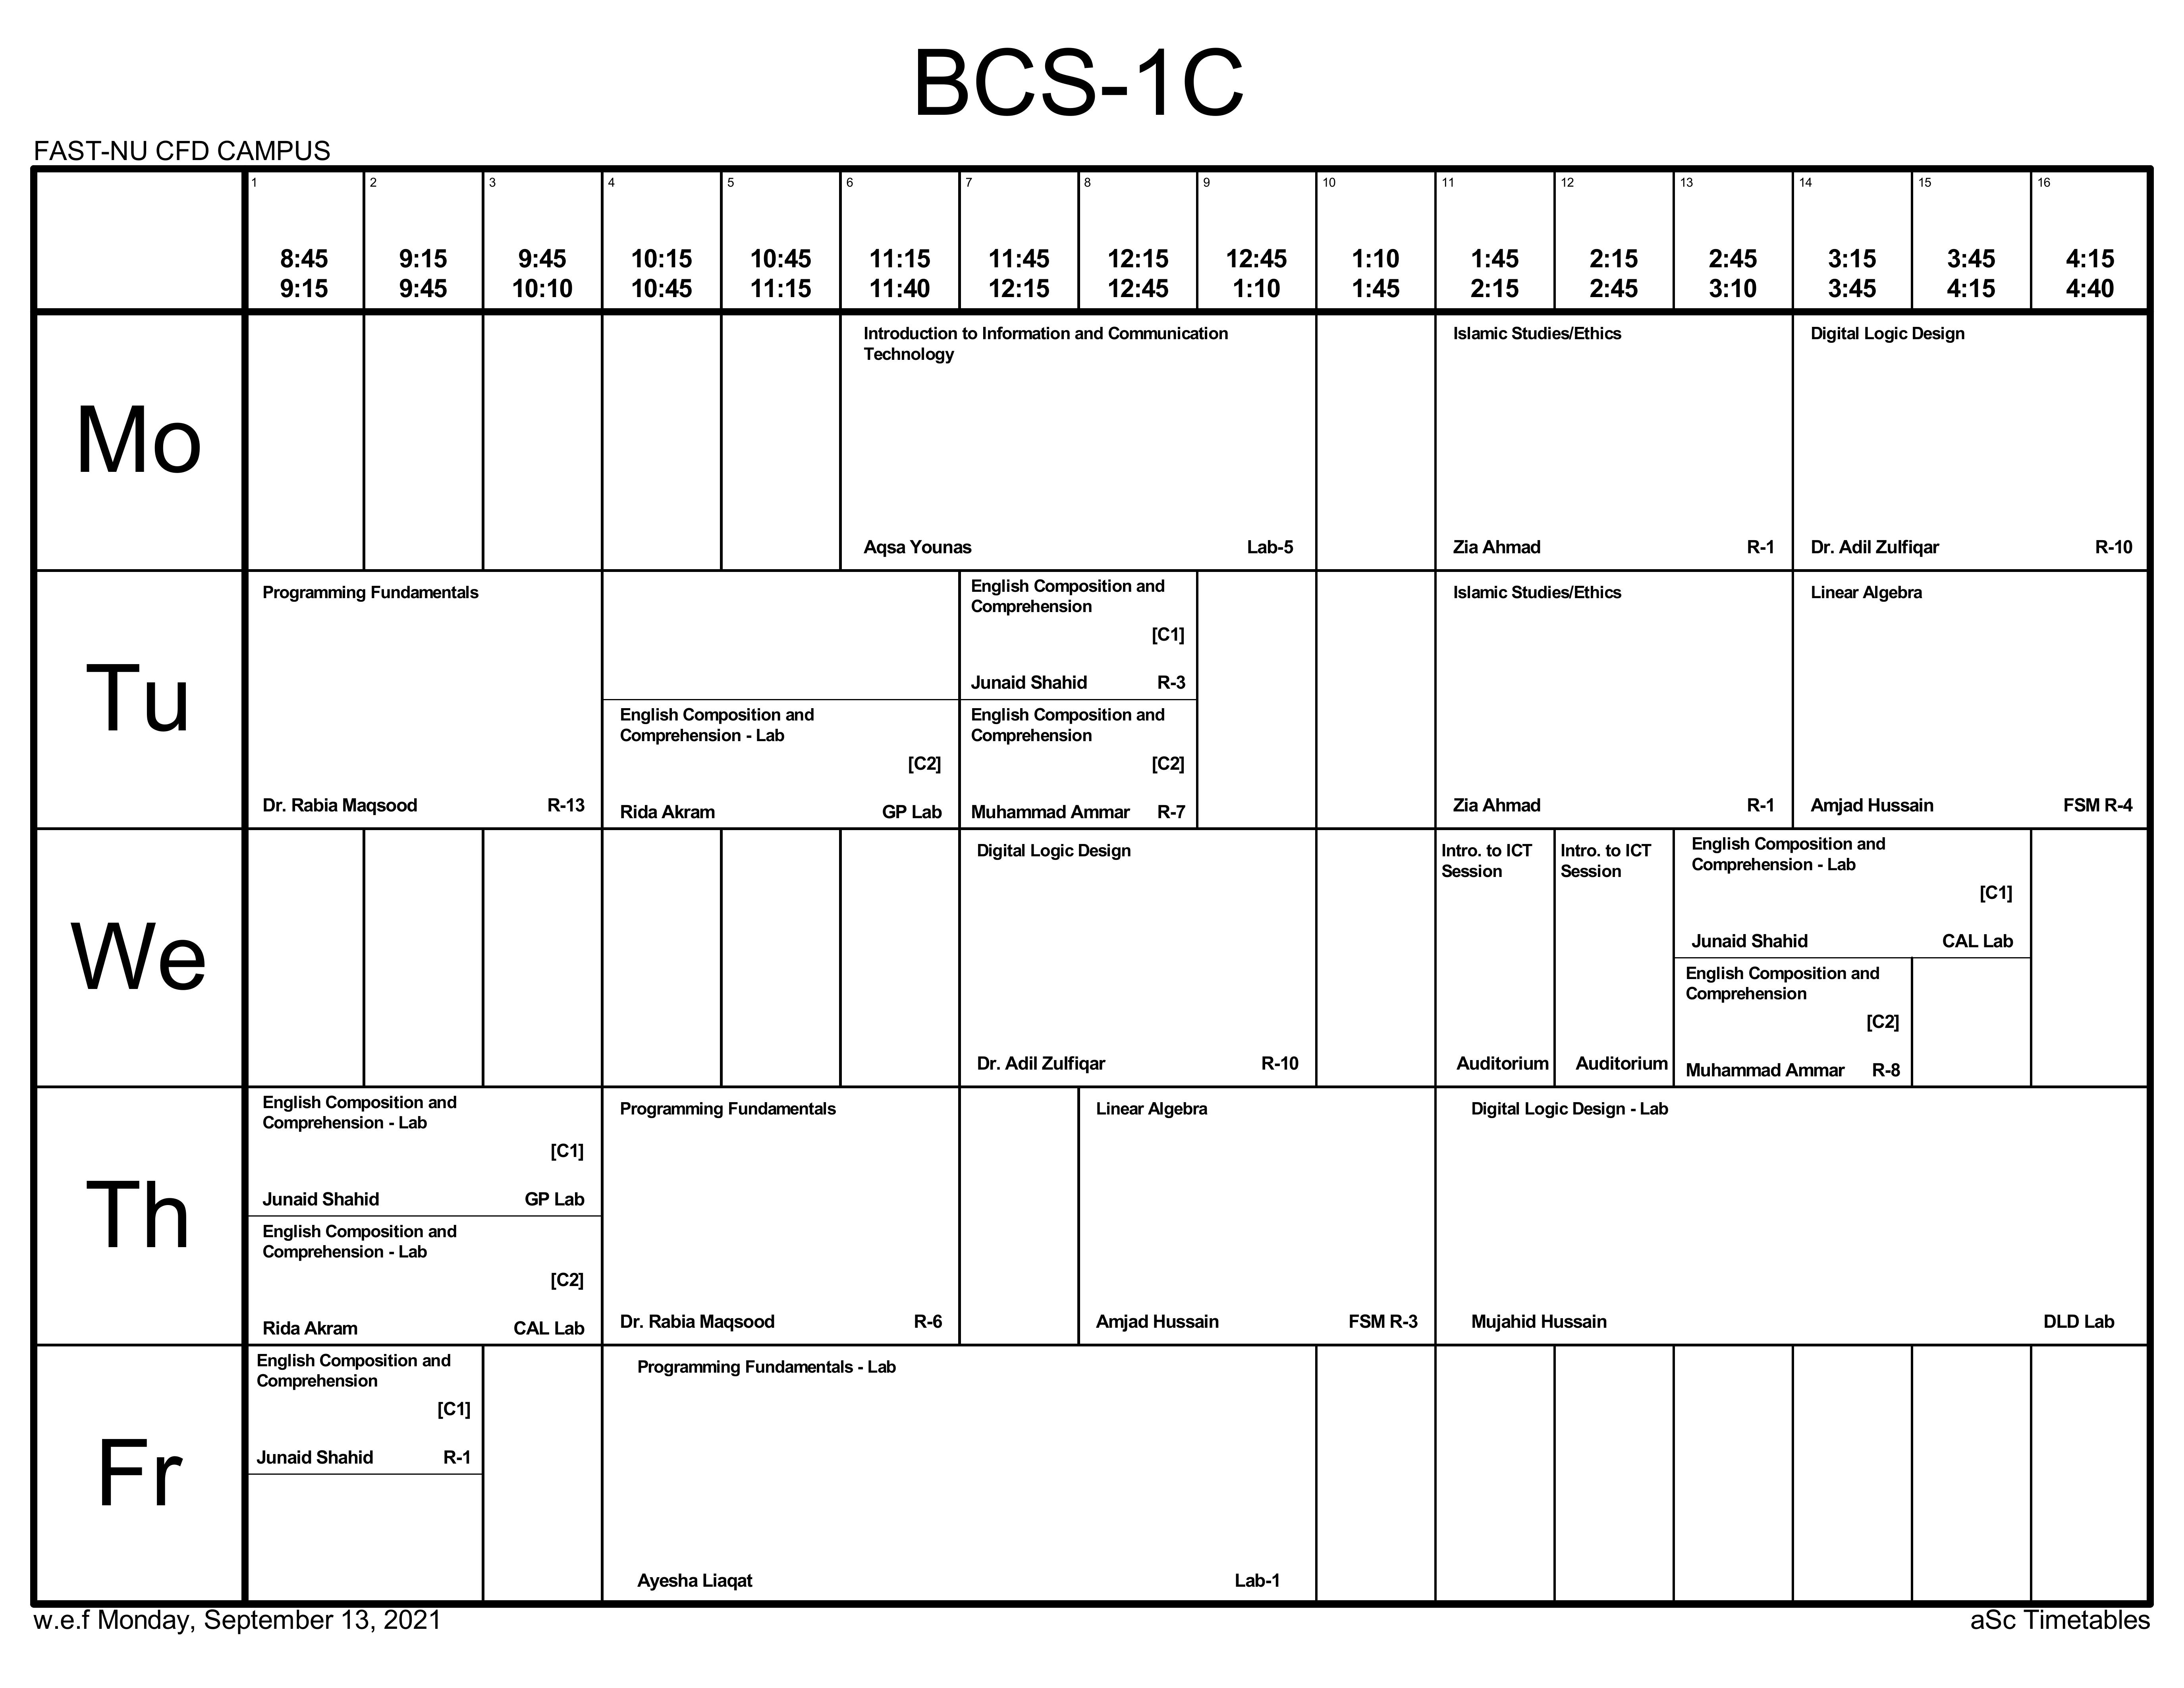 BCS-1C
FAST-NU CFD CAMPUS
1 2 3 4 5 6 7 8 9 10 11 12 13 14 15 16
8:45 9:15 9:45 10:15 10:45 11:15 11:45 12:15 12:45 1:10 1:45 2:15 2:45 3:15 3:45 4:15
9:15 9:45 10:10 10:45 11:15 11:40 12:15 12:45 1:10 1:45 2:15 2:45 3:10 3:45 4:15 4:40
Mo
Introduction to Information and Communication
Technology
Aqsa Younas Lab-5
Islamic Studies/Ethics
Zia Ahmad R-1
Digital Logic Design
Dr. Adil Zulfiqar R-10
Tu
Programming Fundamentals
Dr. Rabia Maqsood R-13
English Composition and
Comprehension - Lab
[C2]
Rida Akram GP Lab
English Composition and
Comprehension
[C1]
Junaid Shahid R-3
English Composition and
Comprehension
[C2]
Muhammad Ammar R-7
Islamic Studies/Ethics
Zia Ahmad R-1
Linear Algebra
Amjad Hussain FSM R-4
We
Digital Logic Design
Dr. Adil Zulfiqar R-10
Intro. to ICT
Session
Auditorium
Intro. to ICT
Session
Auditorium
English Composition and
Comprehension - Lab
[C1]
Junaid Shahid CAL Lab
English Composition and
Comprehension
[C2]
Muhammad Ammar R-8
Th
English Composition and
Comprehension - Lab
[C1]
Junaid Shahid GP Lab
English Composition and
Comprehension - Lab
[C2]
Rida Akram CAL Lab
Programming Fundamentals
Dr. Rabia Maqsood R-6
Linear Algebra
Amjad Hussain FSM R-3
Digital Logic Design - Lab
Mujahid Hussain DLD Lab
Fr
English Composition and
Comprehension
[C1]
Junaid Shahid R-1
Programming Fundamentals - Lab
Ayesha Liaqat Lab-1
w.e.f Monday, September 13, 2021
aSc Timetables